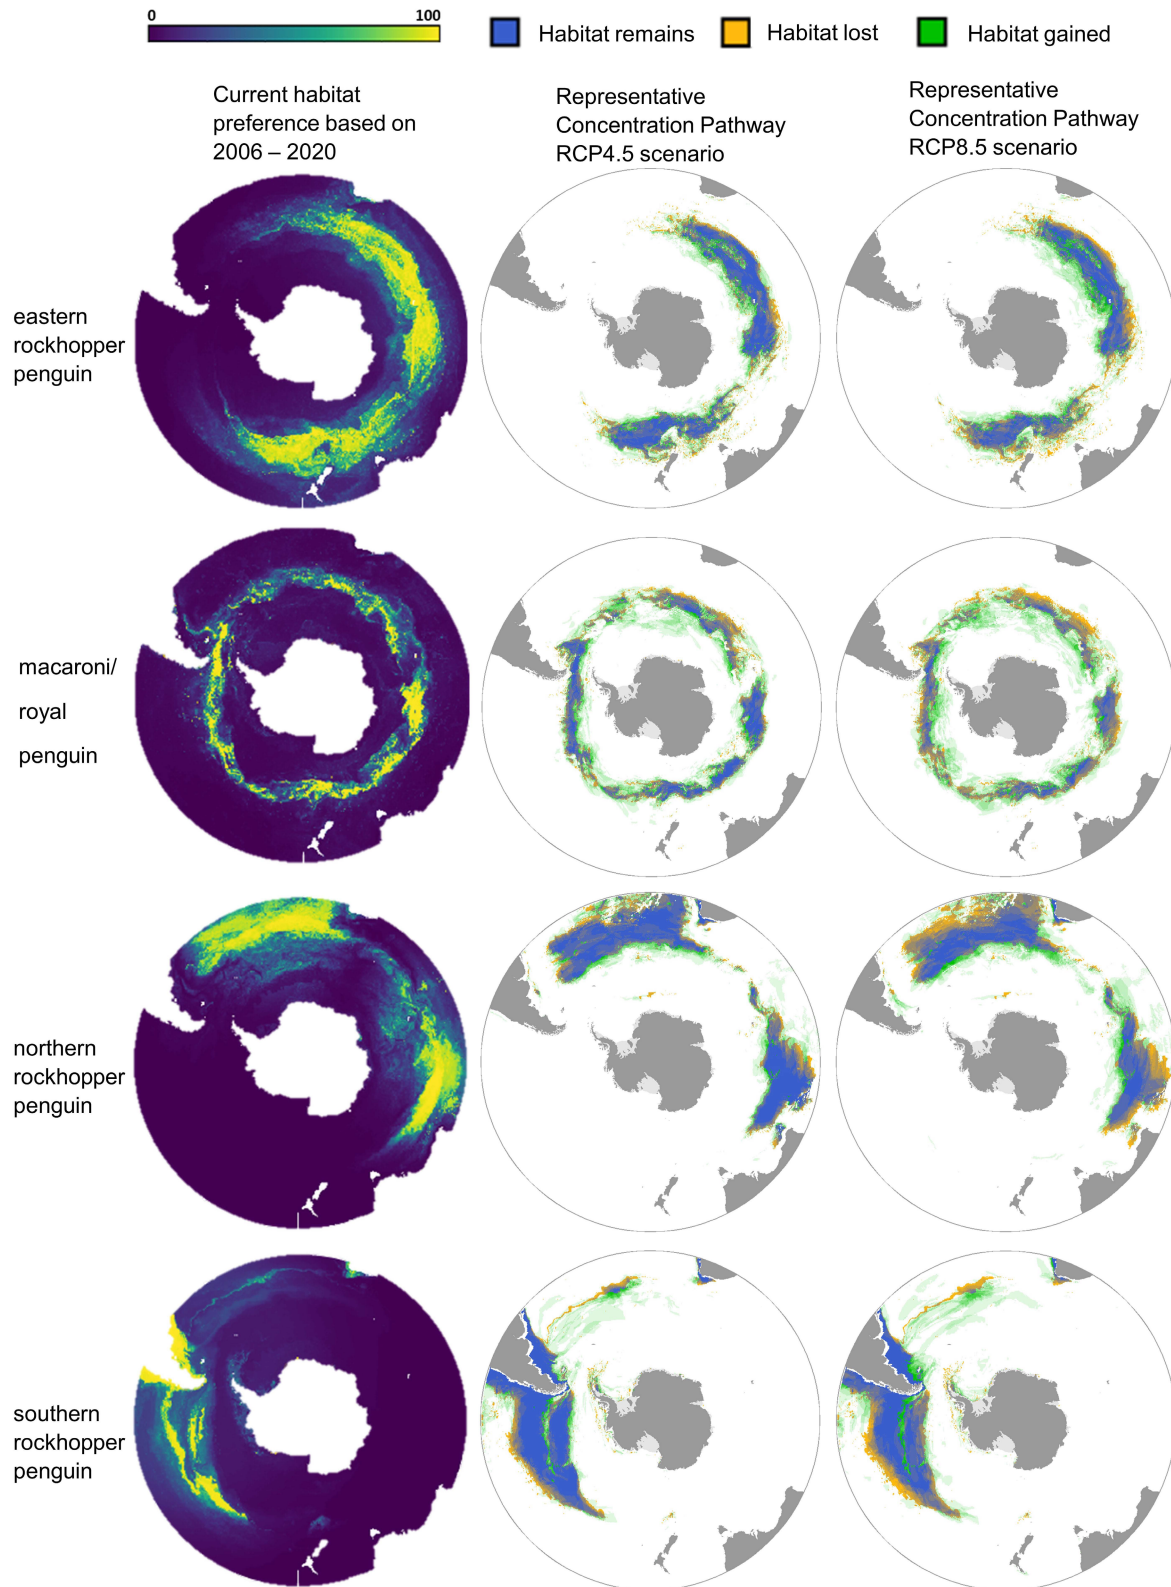 0
100
Habitat remains
Habitat lost
Habitat gained
Current habitat
preference based on
2006 – 2020
Representative
Concentration Pathway
RCP4.5 scenario
Representative
Concentration Pathway
RCP8.5 scenario
eastern
rockhopper
penguin
macaroni/
royal
penguin
northern
rockhopper
penguin
southern
rockhopper
penguin